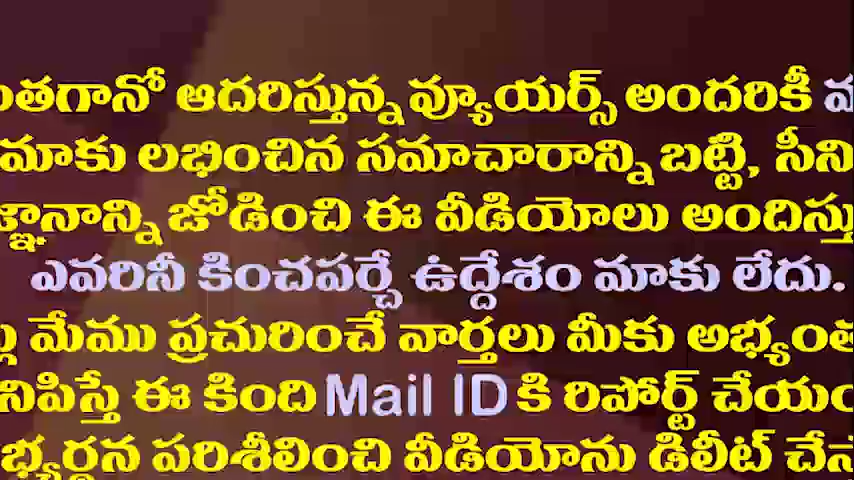 ఆదరిస్తున్న వ్యూయర్స్ అందరికీ
మాకు లభించిన సమాచారాన్ని బట్టి,
జోడించి ఈ వీడియోలు
ఎవరినీ కించపర్చే ఉద్దేశం మాకు లేదు.
మేము ప్రచురించే వార్తలు మీకు
ఈ కింది Mail ID కి రిపోర్ట్
పరిశీలించి వీడియోను డిలీట్